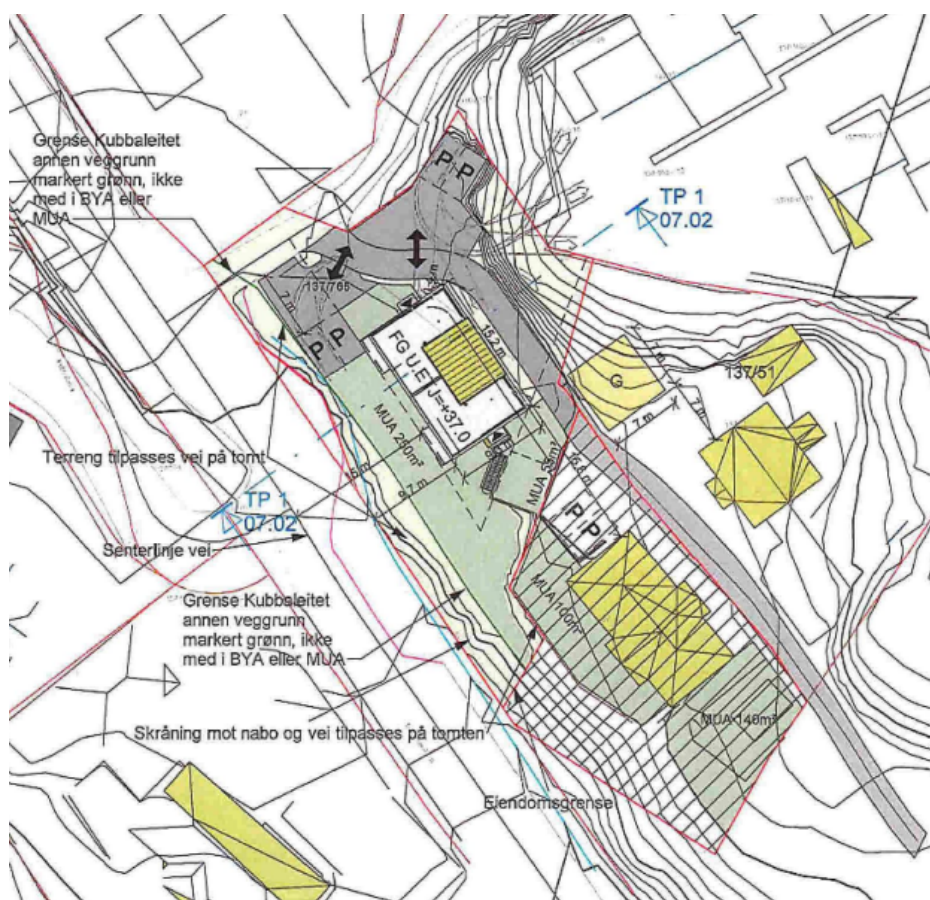 Grense Kubbaleitet
annen veggrunn
markert grønn, ikke
med i BYA eller
MUA
P P
TP 1
07.02
137/765
7 m
P P
FG U.ETJ=+37.0
15.2 m
G
7 m
7 m
137/51
MUA 250m²
MUA 55m²
Terreng tilpasses vei på tomt
TP 1
07.02
P P
Senterlinje vei
MUA 100m²
Grense Kubbaleitet
annen veggrunn
markert grønn, ikke
med i BYA eller MUA
Skråning mot nabo og vei tilpasses på tomten
MUA 140m²
Eiendomsgrense